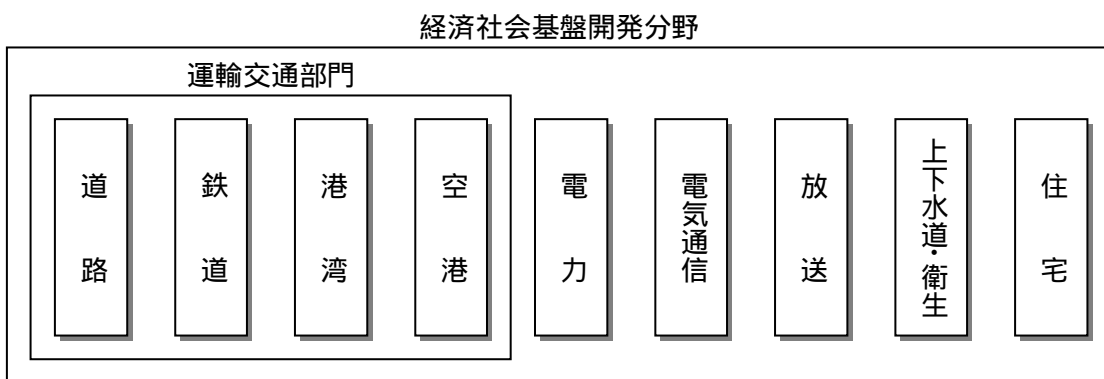 経済社会基盤開発分野
運輸交通部門
道路
鉄道
港湾
空港
電力
電気通信
放送
上下水道・衛生
住宅